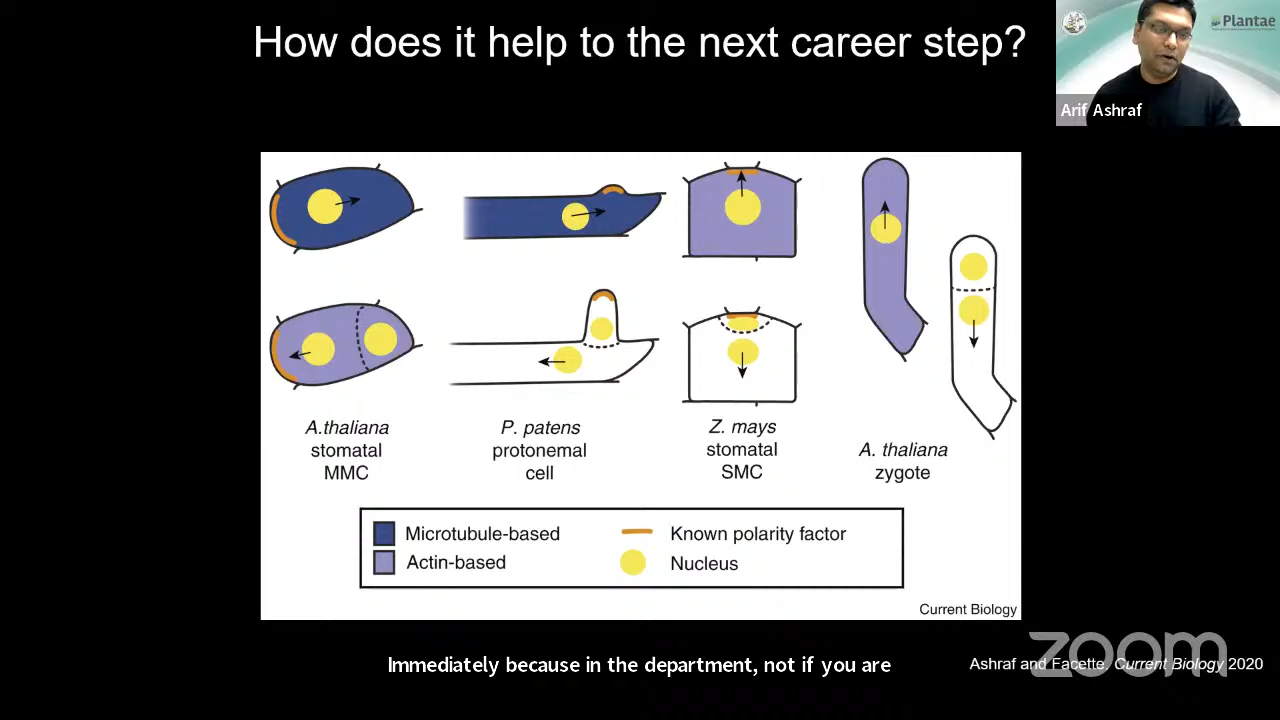 How does it help to the next career step?
Plantae
Arif Ashraf
A.thaliana
stomatal
MMC
P. patens
protonemal
cell
Z. mays
stomatal
SMC
A. thaliana
zygote
Microtubule-based
Known polarity factor
Actin-based
Nucleus
Current Biology
zoom
Immediately because in the department, not if you are
Ashraf and Facette. Current Biology 2020